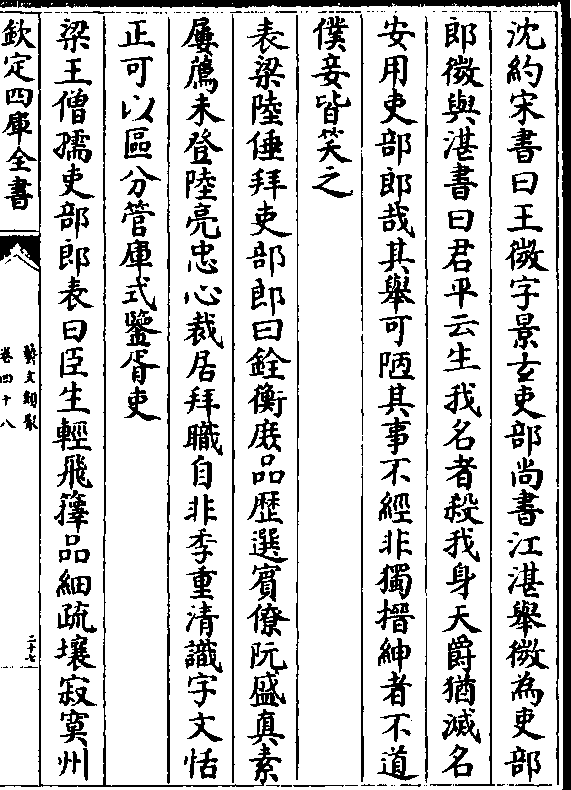 沈約宋書曰王微字景玄吏部尚書江湛舉微為吏部
郎微與湛書曰君平云生我名者殺我身天爵猶滅名
安用吏部郎哉其舉可陋其事不經非獨搢紳者不道
僕妾皆笑之
表梁陸倕拜吏部郎曰銓衡庶品歴選賓僚阮盛真素
屢薦未登陸亮忠心裁居拜職自非季重清識字文恬
正可以區分管庫式鑒胥吏
梁王僧孺吏部郎表曰臣生輕飛籜品細疏壤寂寞州
欽定四庫全書
藝文類聚
卷四十八
二十七